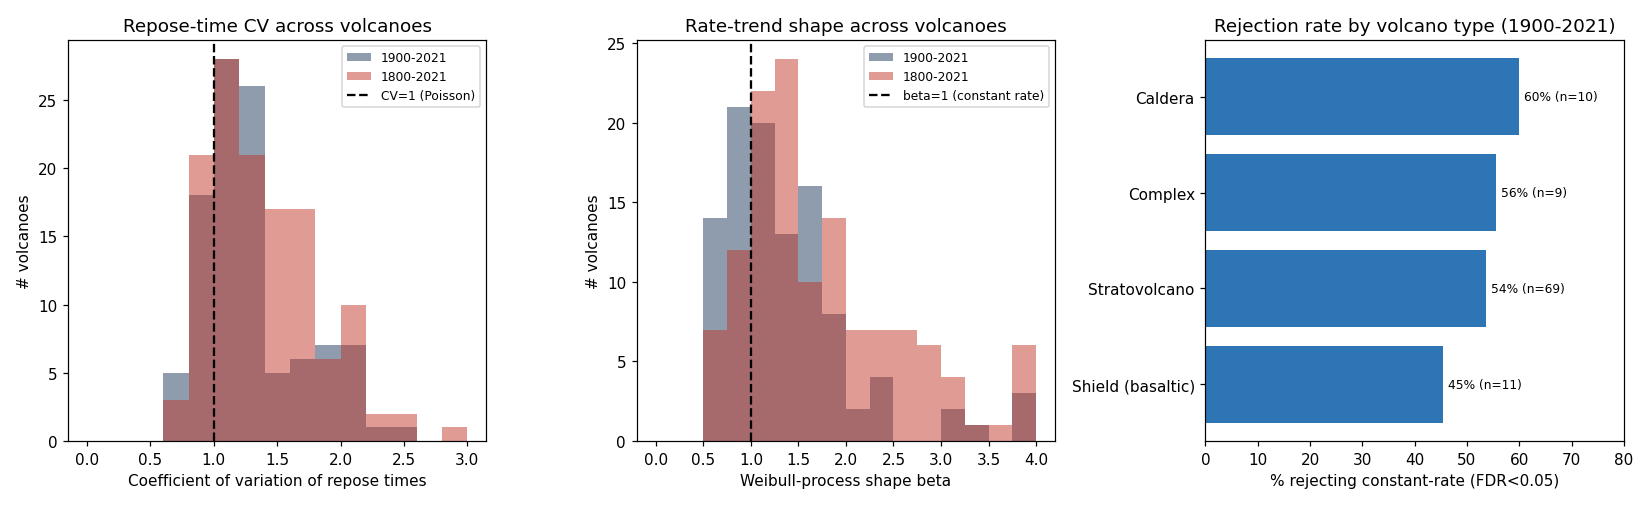 Repose-time CV across volcanoes
1900-2021
1800-2021
CV=1 (Poisson)
# volcanoes
25
20
15
10
5
0
0.0 0.5 1.0 1.5 2.0 2.5 3.0
Coefficient of variation of repose times
Rate-trend shape across volcanoes
1900-2021
1800-2021
beta=1 (constant rate)
# volcanoes
25
20
15
10
5
0
0.0 0.5 1.0 1.5 2.0 2.5 3.0 3.5 4.0
Weibull-process shape beta
Rejection rate by volcano type (1900-2021)
Caldera 60% (n=10)
Complex 56% (n=9)
Stratovolcano 54% (n=69)
Shield (basaltic) 45% (n=11)
0 10 20 30 40 50 60 70 80
% rejecting constant-rate (FDR<0.05)